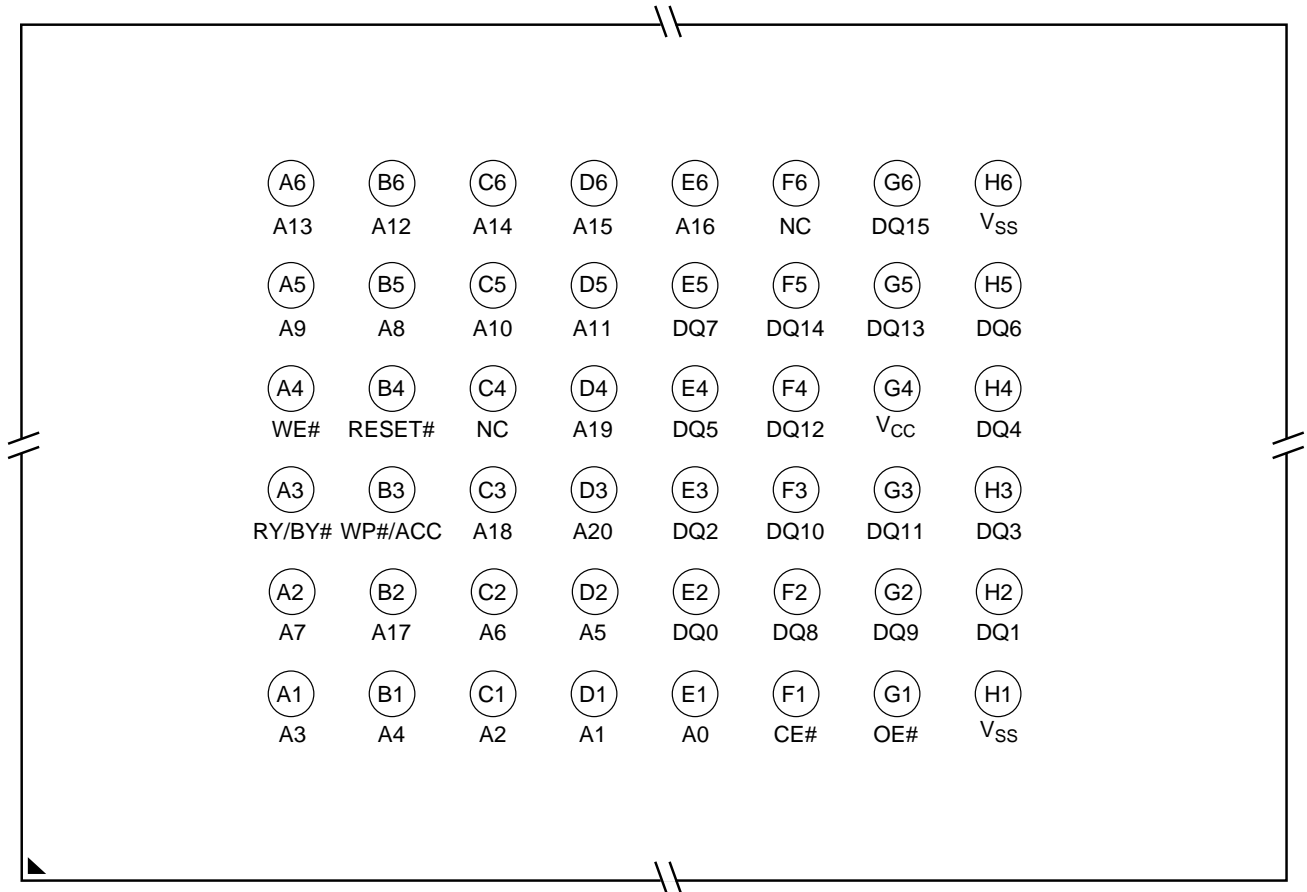 A6 B6 C6 D6 E6 F6 G6 H6
A13 A12 A14 A15 A16 NC DQ15 VSS
A5 B5 C5 D5 E5 F5 G5 H5
A9 A8 A10 A11 DQ7 DQ14 DQ13 DQ6
A4 B4 C4 D4 E4 F4 G4 H4
WE# RESET# NC A19 DQ5 DQ12 VCC DQ4
A3 B3 C3 D3 E3 F3 G3 H3
RY/BY# WP#/ACC A18 A20 DQ2 DQ10 DQ11 DQ3
A2 B2 C2 D2 E2 F2 G2 H2
A7 A17 A6 A5 DQ0 DQ8 DQ9 DQ1
A1 B1 C1 D1 E1 F1 G1 H1
A3 A4 A2 A1 A0 CE# OE# VSS